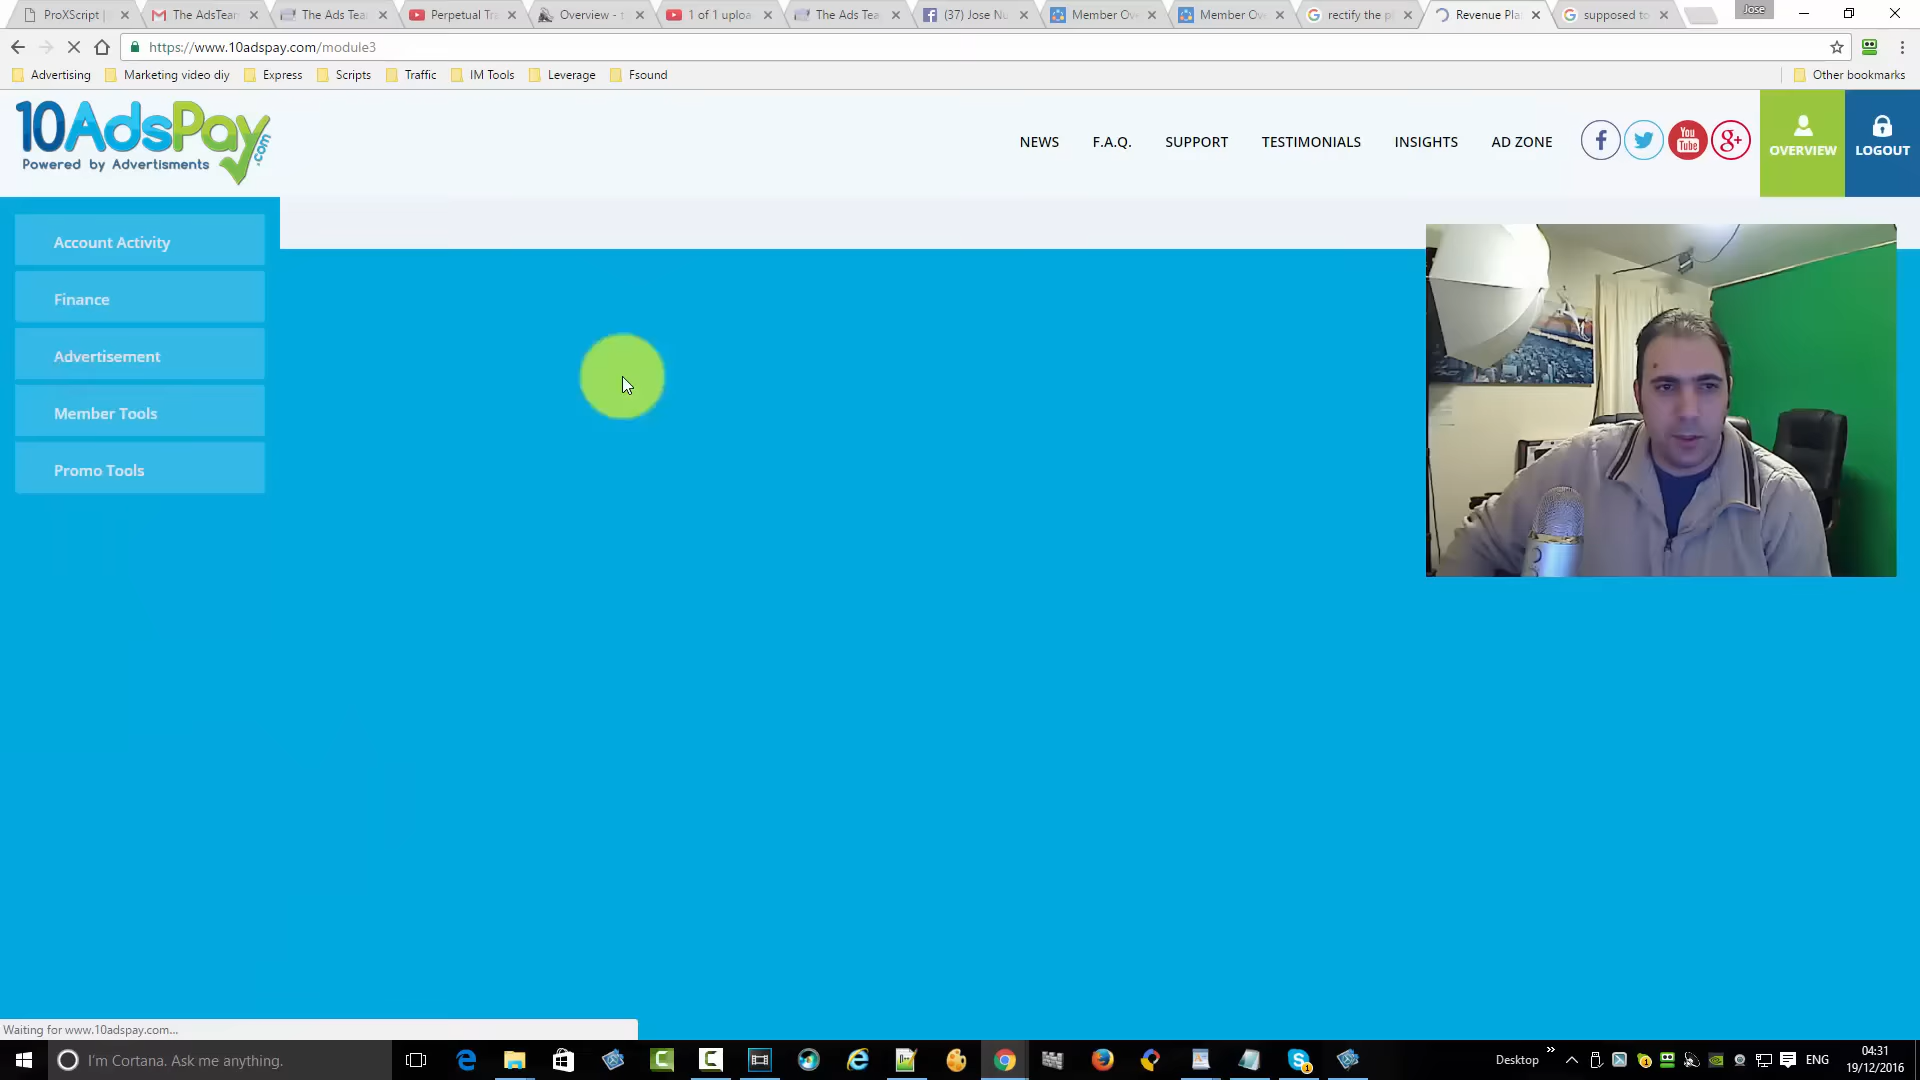 ProXScript |
The AdsTean
The Ads Tea
Perpetual Tra
Overview - t
1 of 1 uploa
The Ads Tea
(37) Jose Nu
Member Ov
Member Ov
rectify the p
Revenue Pla
supposed to
Jose
https://www.10adspay.com/module3
Advertising
Marketing video diy
Express
Scripts
Traffic
IM Tools
Leverage
Fsound
Other bookmarks
10AdsPay.com
Powered by Advertisments
NEWS
F.A.Q.
SUPPORT
TESTIMONIALS
INSIGHTS
AD ZONE
You
Tube
OVERVIEW
LOGOUT
Account Activity
Finance
Advertisement
Member Tools
Promo Tools
Waiting for www.10adspay.com...
I'm Cortana. Ask me anything.
Desktop
ENG
04:31
19/12/2016